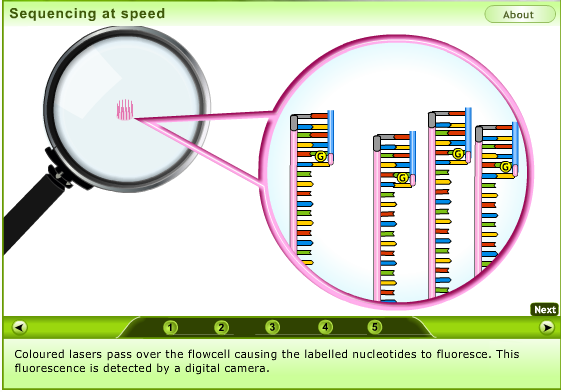 Sequencing at speed
About
G
G
G
G
Next
1 2 3 4 5
Coloured lasers pass over the flowcell causing the labelled nucleotides to fluoresce. This
fluorescence is detected by a digital camera.